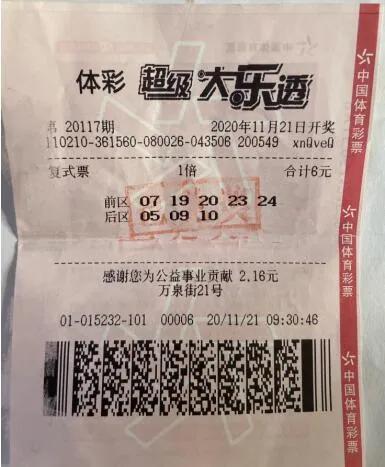 体彩 超级大乐透
第 20117期 2020年11月21日开奖
110210-361560-080026-043506 200549 xnQveQ
复式票 1倍 合计6元
前区 07 19 20 23 24
后区 05 09 10
感谢您为公益事业贡献 2.16元
万泉街21号
01-015232-101 00006 20/11/21 09:30:46
中国体育彩票
中国体育彩票
中国体育彩票